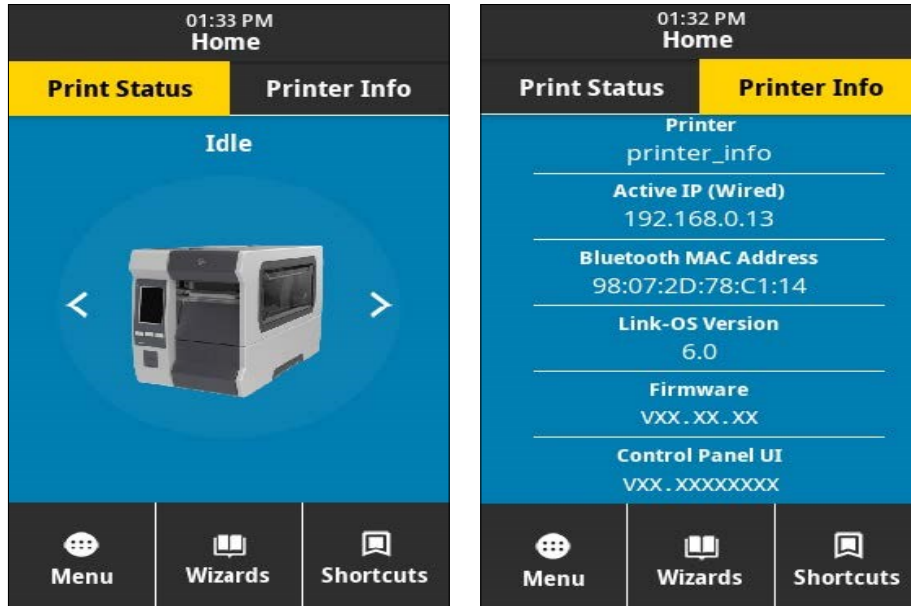 01:33 PM
Home
Print Status
Printer Info
Idle
Menu
Wizards
Shortcuts
01:32 PM
Home
Print Status
Printer Info
Printer
printer_info
Active IP (Wired)
192.168.0.13
Bluetooth MAC Address
98:07:2D:78:C1:14
Link-OS Version
6.0
Firmware
VXX.XX.XX
Control Panel UI
VXX.XXXXXXXX
Menu
Wizards
Shortcuts